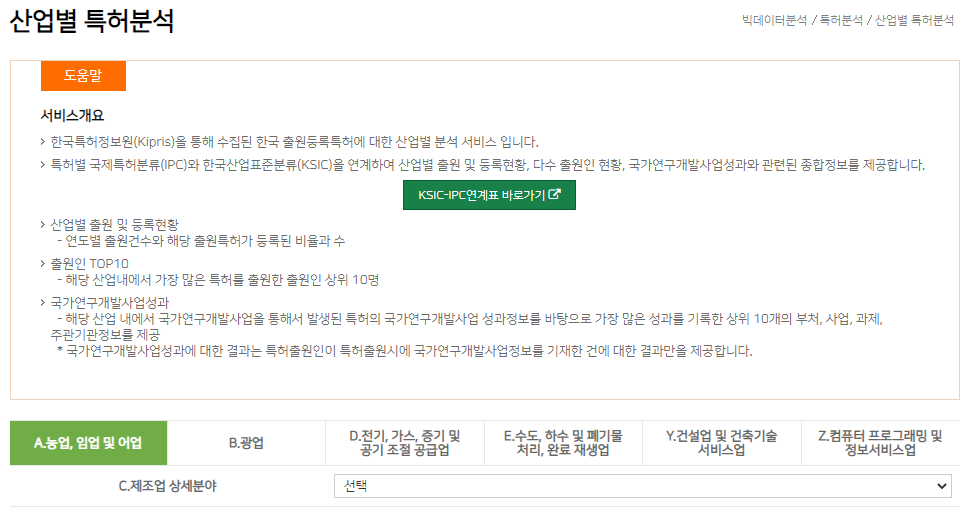 산업별 특허분석
빅데이터분석 / 특허분석 / 산업별 특허분석
도움말
서비스개요
> 한국특허정보원(Kipris)을 통해 수집된 한국 출원등록특허에 대한 산업별 분석 서비스 입니다.
> 특허별 국제특허분류(IPC)와 한국산업표준분류(KSIC)을 연계하여 산업별 출원 및 등록현황, 다수 출원인 현황, 국가연구개발사업성과와 관련된 종합정보를 제공합니다.
KSIC-IPC연계표 바로가기
> 산업별 출원 및 등록현황
- 연도별 출원건수와 해당 출원특허가 등록된 비율과 수
> 출원인 TOP10
- 해당 산업내에서 가장 많은 특허를 출원한 출원인 상위 10명
> 국가연구개발사업성과
- 해당 산업 내에서 국가연구개발사업을 통해서 발생된 특허의 국가연구개발사업 성과정보를 바탕으로 가장 많은 성과를 기록한 상위 10개의 부처, 사업, 과제,
주관기관정보를 제공
* 국가연구개발사업성과에 대한 결과는 특허출원인이 특허출원시에 국가연구개발사업정보를 기재한 건에 대한 결과만을 제공합니다.
A.농업, 임업 및 어업
B.광업
D.전기, 가스, 증기 및
공기 조절 공급업
E.수도, 하수 및 폐기물
처리, 완료 재생업
Y.건설업 및 건축기술
서비스업
Z.컴퓨터 프로그래밍 및
정보서비스업
C.제조업 상세분야
선택